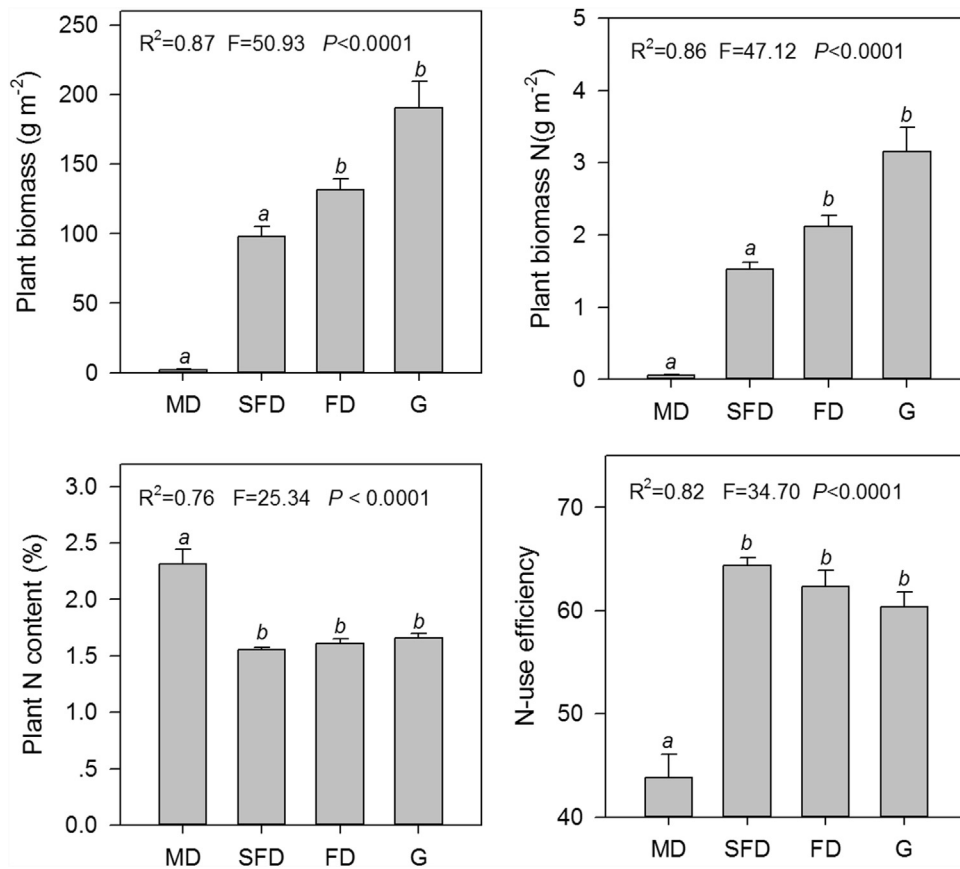 R²=0.87 F=50.93 P<0.0001
Plant biomass (g m⁻²)
250
200
150
100
50
0
a
a
b
b
MD SFD FD G
R²=0.86 F=47.12 P<0.0001
Plant biomass N(g m⁻²)
5
4
3
2
1
0
a
a
b
b
MD SFD FD G
R²=0.76 F=25.34 P < 0.0001
Plant N content (%)
3.0
2.5
2.0
1.5
1.0
.5
0.0
a
b
b
b
MD SFD FD G
R²=0.82 F=34.70 P<0.0001
N-use efficiency
70
60
50
40
a
b
b
b
MD SFD FD G